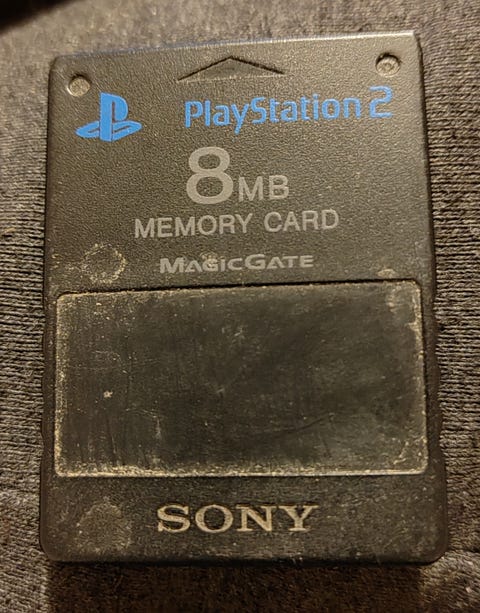 PlayStation 2
8MB
MEMORY CARD
MAGICGATE
SONY